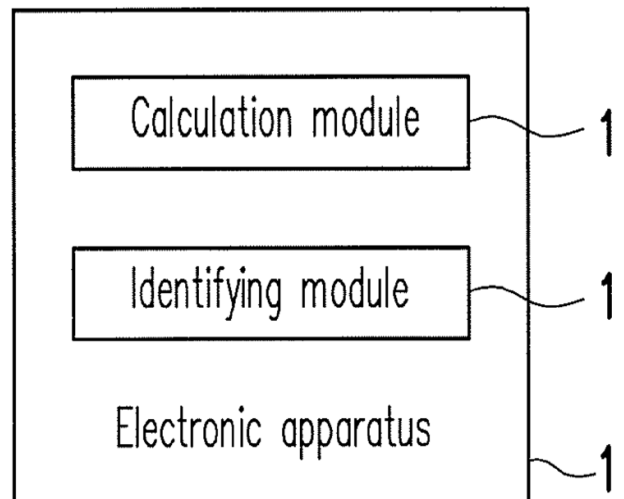 Calculation module 1
Identifying module 1
Electronic apparatus 1